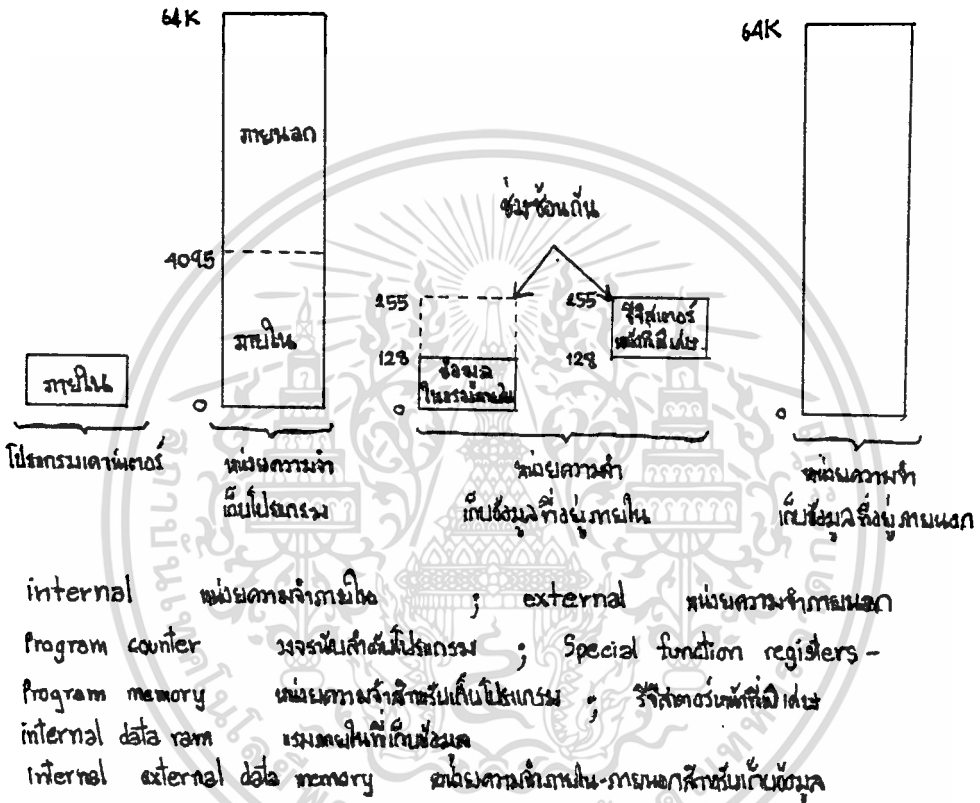 64K
64K
ภายนอก
ช่วงซ้อนกัน
4095
255
255
รีจิสเตอร์
หน้าที่พิเศษ
ภายใน
128
128
ข้อมูล
ในแรมภายใน
ภายใน
0
0
0
โปรแกรมเคาน์เตอร์
หน่วยความจำ
เก็บโปรแกรม
หน่วยความจำ
เก็บข้อมูลที่อยู่ภายใน
หน่วยความจำ
เก็บข้อมูลที่อยู่ภายนอก
internal หน่วยความจำภายใน ; external หน่วยความจำภายนอก
Program counter วงจรนับลำดับโปรแกรม ; Special function registers -
Program memory หน่วยความจำสำหรับเก็บโปรแกรม ; รีจิสเตอร์หน้าที่พิเศษ
internal data ram แรมภายในที่เก็บข้อมูล
internal external data memory หน่วยความจำภายใน-ภายนอกสำหรับเก็บข้อมูล